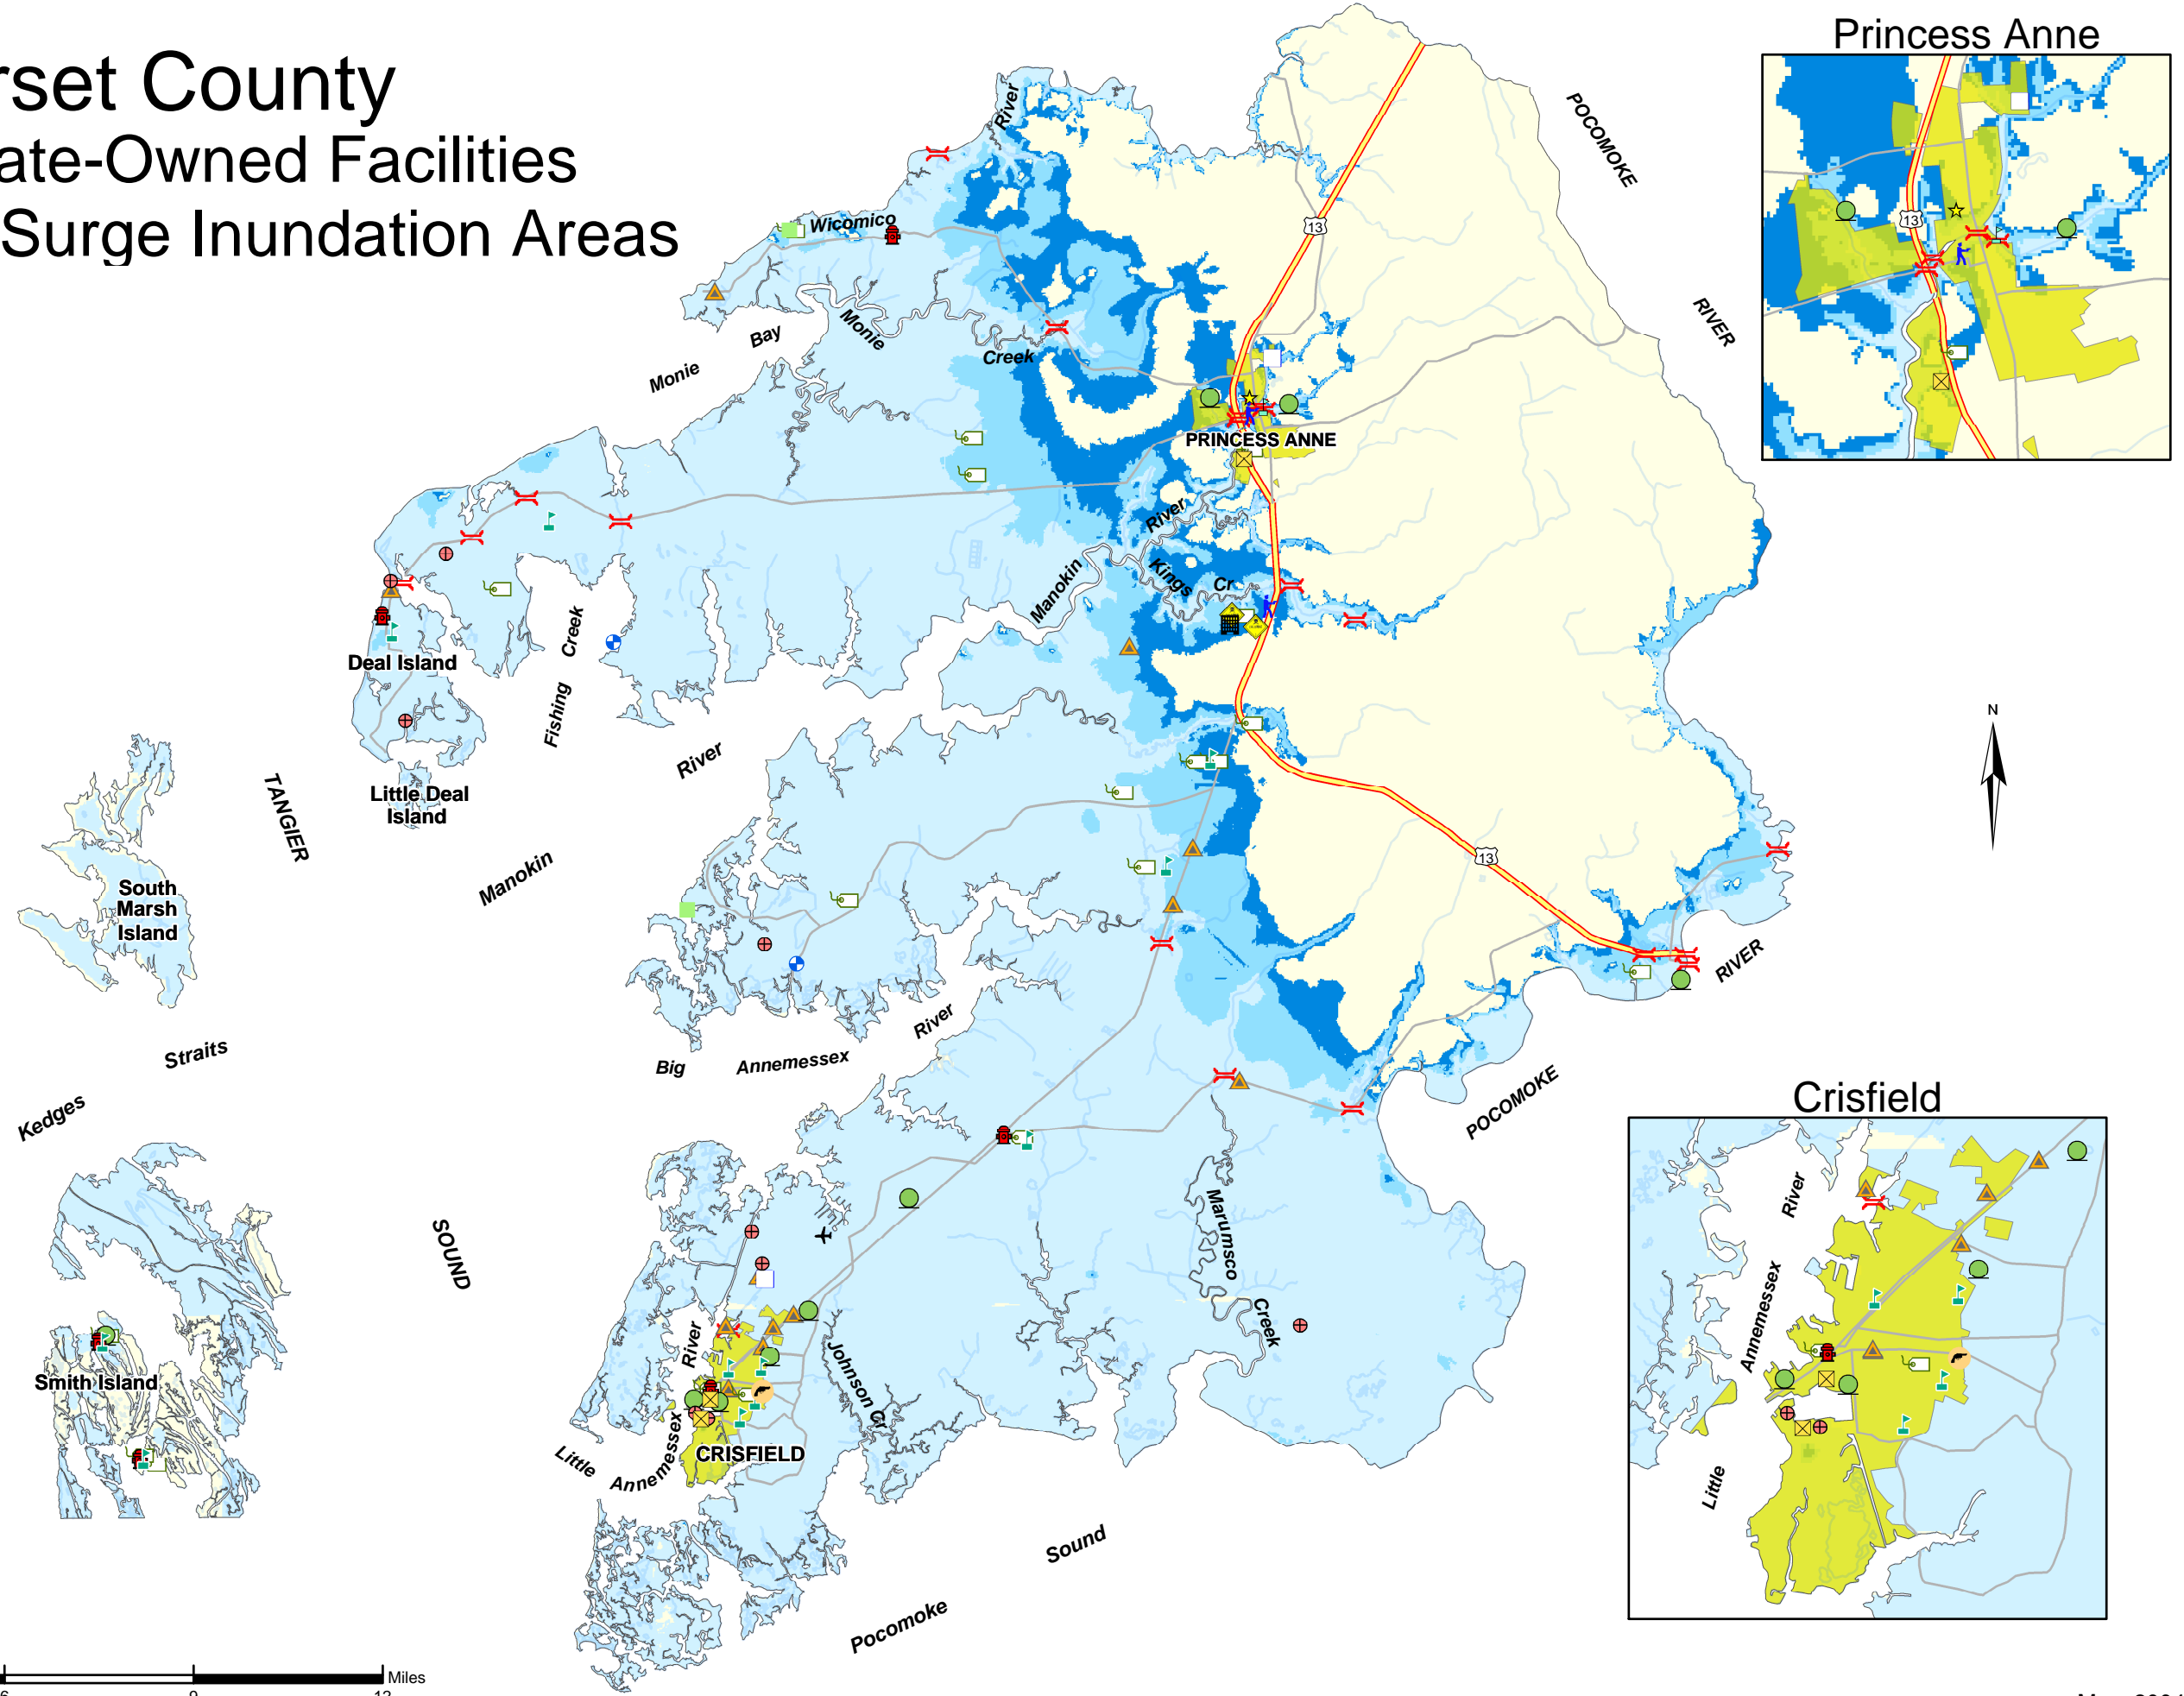 rset County
ate-Owned Facilities
Surge Inundation Areas
Princess Anne
13
River
POCOMOKE
RIVER
Wicomico
13
Monie
Bay
Monie
Creek
PRINCESS ANNE
River
Manokin
Kings
Cr
Fishing
Creek
Deal Island
Little Deal
Island
River
Manokin
TANGIER
SOUND
N
South
Marsh
Island
13
RIVER
POCOMOKE
Straits
Kedges
Big
Annemessex
River
Crisfield
River
Annemessex
Little
Marumsco
Creek
Smith Island
River
Johnson Cr
Little
Annemessex
CRISFIELD
Sound
Pocomoke
Miles